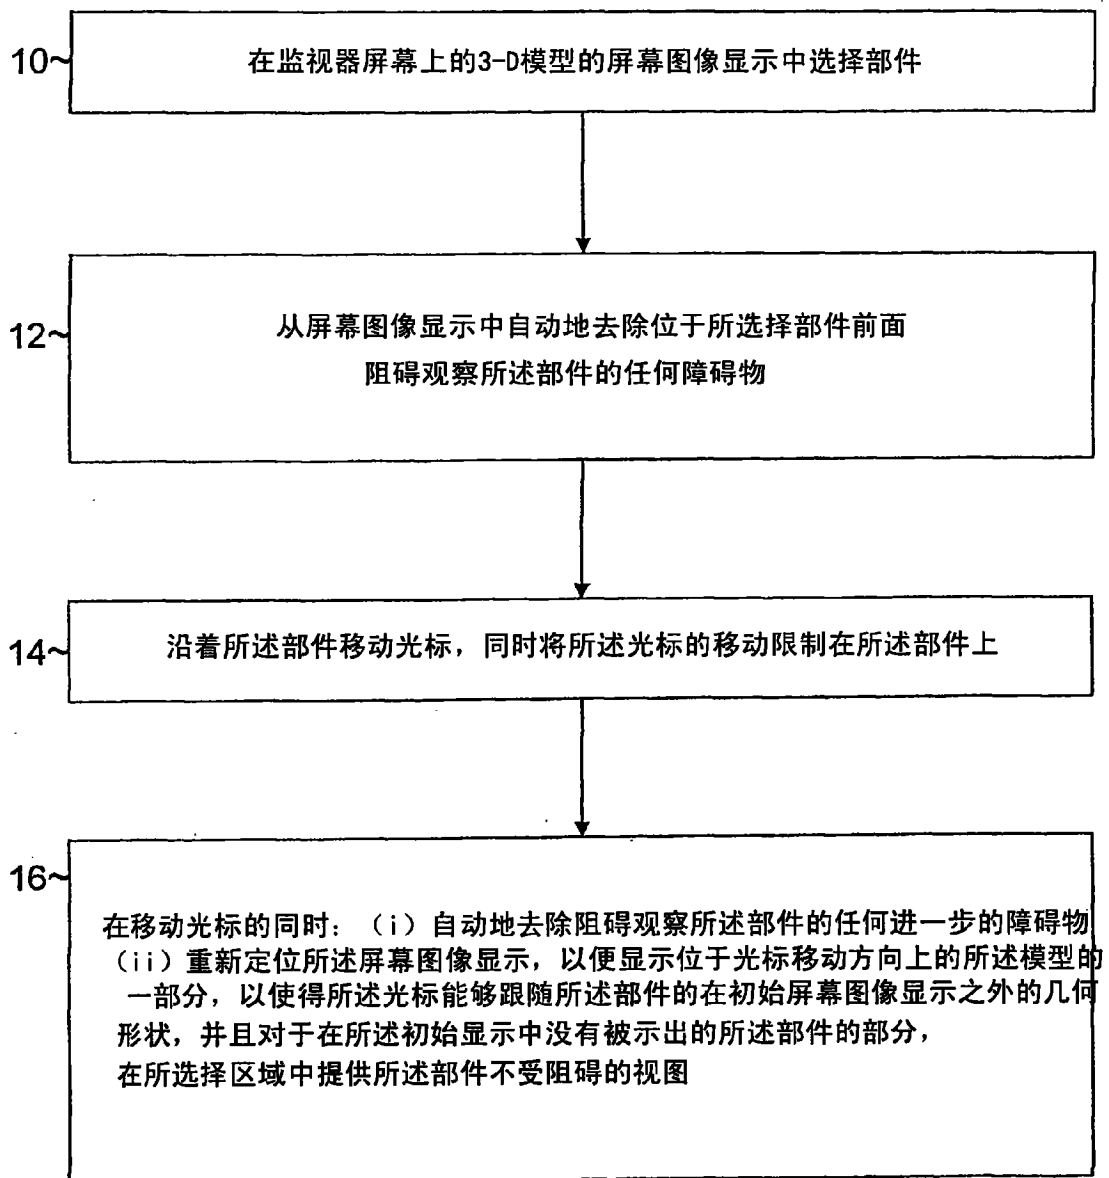 10~
在监视器屏幕上的3-D模型的屏幕图像显示中选择部件
12~
从屏幕图像显示中自动地去除位于所选择部件前面
阻碍观察所述部件的任何障碍物
14~
沿着所述部件移动光标，同时将所述光标的移动限制在所述部件上
16~
在移动光标的同时：（i）自动地去除阻碍观察所述部件的任何进一步的障碍物
（ii）重新定位所述屏幕图像显示，以便显示位于光标移动方向上的所述模型的
一部分，以使得所述光标能够跟随所述部件的在初始屏幕图像显示之外的几何
形状，并且对于在所述初始显示中没有被示出的所述部件的部分，
在所选择区域中提供所述部件不受阻碍的视图